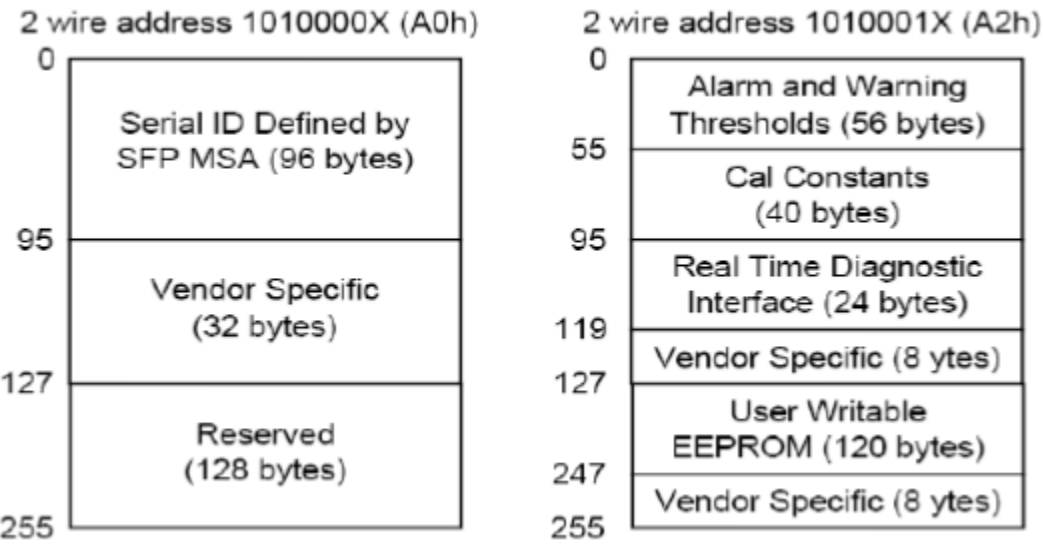 2 wire address 1010000X (A0h)
0
Serial ID Defined by
SFP MSA (96 bytes)
95
Vendor Specific
(32 bytes)
127
Reserved
(128 bytes)
255
2 wire address 1010001X (A2h)
0
Alarm and Warning
Thresholds (56 bytes)
55
Cal Constants
(40 bytes)
95
Real Time Diagnostic
Interface (24 bytes)
119
Vendor Specific (8 ytes)
127
User Writable
EEPROM (120 bytes)
247
Vendor Specific (8 ytes)
255